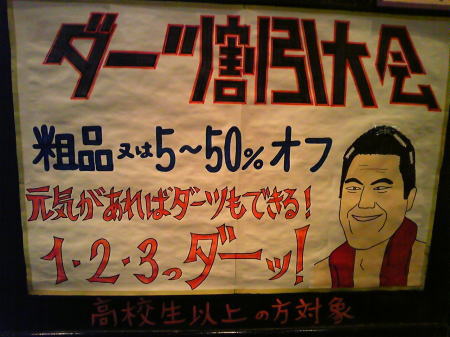 ダーツ割引大会
粗品又は5~50%オフ
元気があればダーツもできる!
1・2・3っダーッ!
高校生以上の方対象